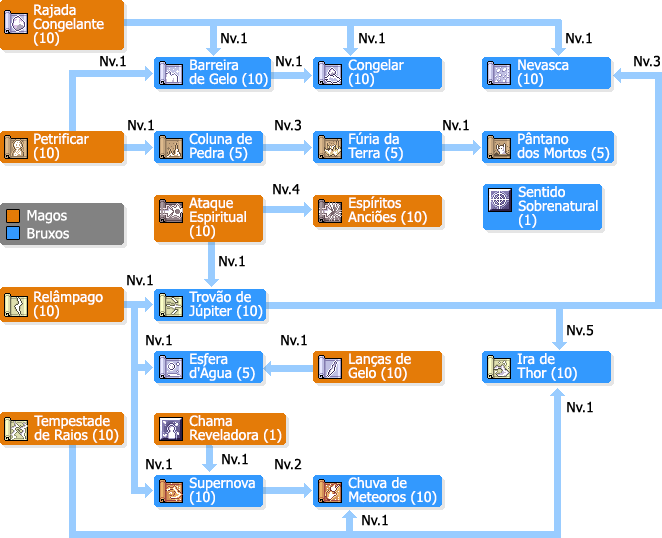 Rajada
Congelante
(10)
Nv.1
Nv.1
Nv.1
Nv.1
Barreira
de Gelo (10)
Nv.1
Congelar
(10)
Nevasca
(10)
Nv.3
Petrificar
(10)
Nv.1
Coluna de
Pedra (5)
Nv.3
Fúria da
Terra (5)
Nv.1
Pântano
dos Mortos (5)
Magos
Bruxos
Ataque
Espiritual
(10)
Nv.4
Espíritos
Anciões (10)
Sentido
Sobrenatural
(1)
Nv.1
Relâmpago
(10)
Nv.1
Trovão de
Júpiter (10)
Nv.5
Nv.1
Esfera
d'Água (5)
Nv.1
Lanças de
Gelo (10)
Ira de
Thor (10)
Nv.1
Tempestade
de Raios (10)
Chama
Reveladora (1)
Nv.1
Nv.1
Supernova
(10)
Nv.2
Chuva de
Meteoros (10)
Nv.1